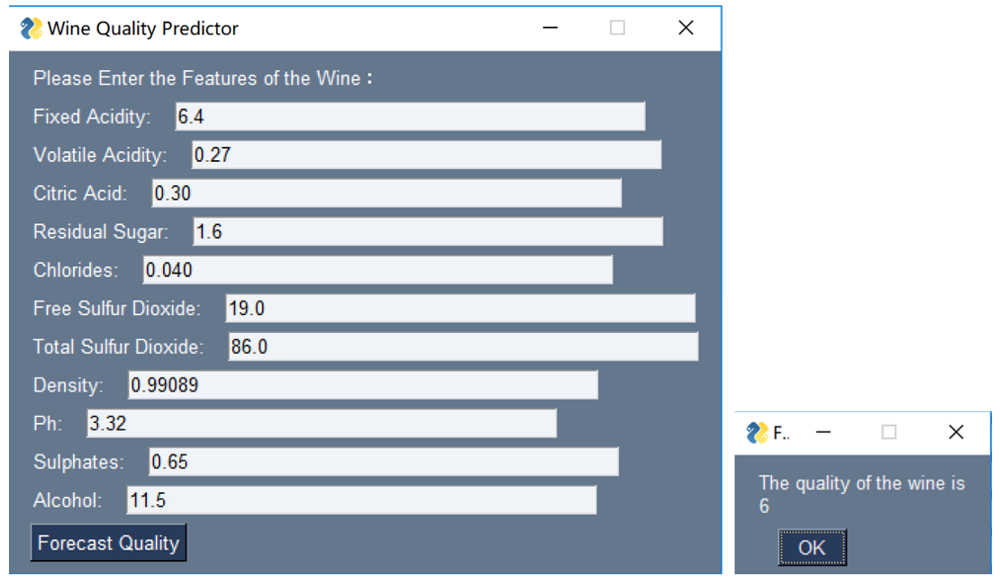 Wine Quality Predictor
Please Enter the Features of the Wine：
Fixed Acidity: 6.4
Volatile Acidity: 0.27
Citric Acid: 0.30
Residual Sugar: 1.6
Chlorides: 0.040
Free Sulfur Dioxide: 19.0
Total Sulfur Dioxide: 86.0
Density: 0.99089
Ph: 3.32
Sulphates: 0.65
Alcohol: 11.5
Forecast Quality
F..
The quality of the wine is
6
OK